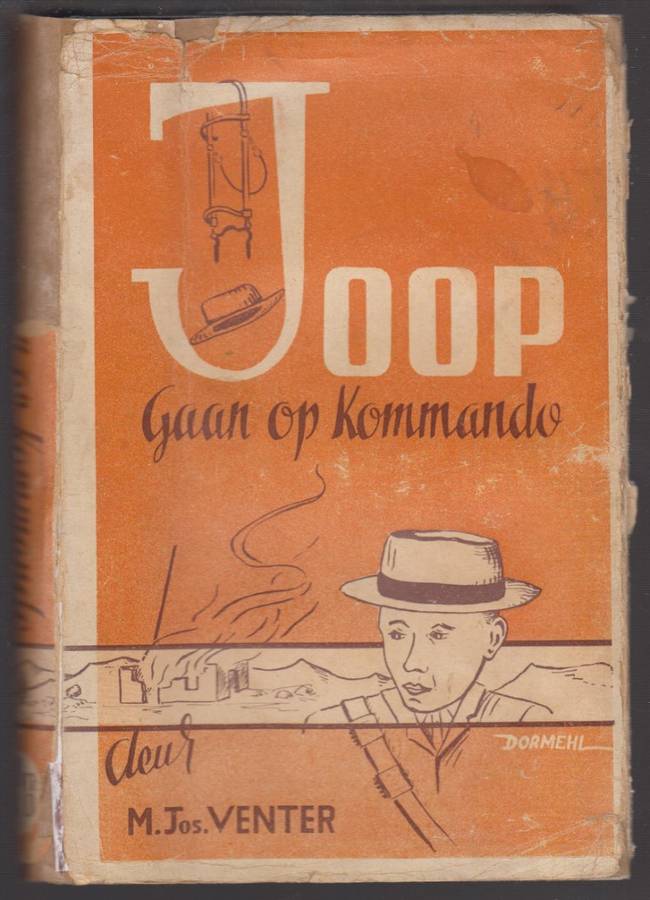 JOOP
Gaan op Kommando
deur
M. Jos. VENTER
DORMEHL